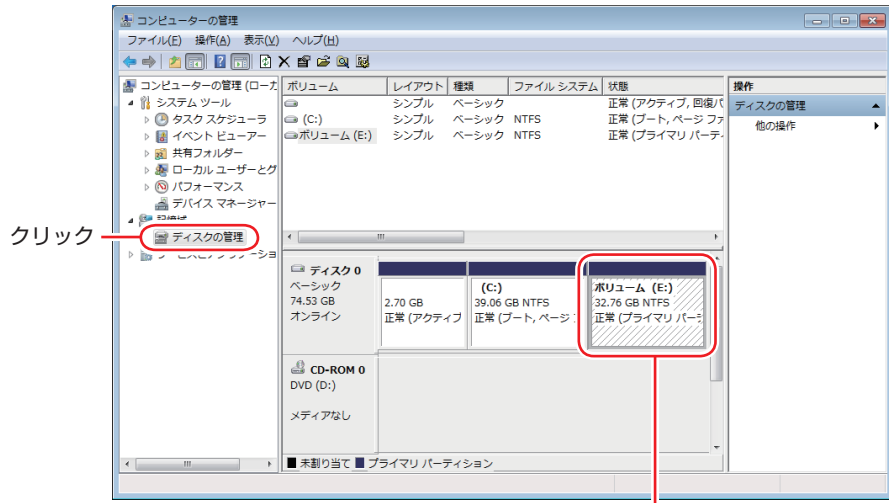 コンピューターの管理
ファイル(F) 操作(A) 表示(V) ヘルプ(H)
コンピューターの管理 (ローカ
システム ツール
タスク スケジューラ
イベント ビューアー
共有フォルダー
ローカル ユーザーとグ
パフォーマンス
デバイス マネージャー
記憶域
クリック
ディスクの管理
ボリューム レイアウト 種類 ファイル システム 状態
シンプル ベーシック 正常 (アクティブ, 回復パ
(C:) シンプル ベーシック NTFS 正常 (ブート, ページ ファ
ボリューム (E:) シンプル ベーシック NTFS 正常 (プライマリ パーテ
操作
ディスクの管理
他の操作
ディスク 0
ベーシック
74.53 GB
オンライン
2.70 GB
正常 (アクティブ
(C:)
39.06 GB NTFS
正常 (ブート, ページ
ボリューム (E:)
32.76 GB NTFS
正常 (プライマリ パーテ
CD-ROM 0
DVD (D:)
メディアなし
未割り当て プライマリ パーティション